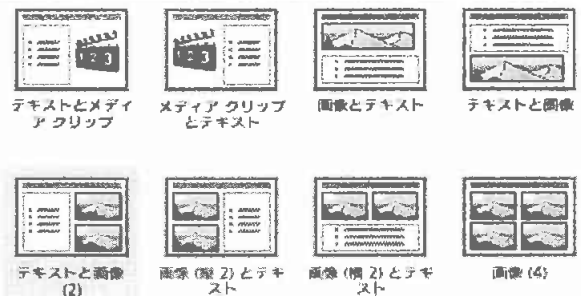 テキストとメディ
ア クリップ
メディア クリップ
とテキスト
画像とテキスト
テキストと画像
テキストと画像
(2)
画像 (縦 2) とテキ
スト
画像 (横 2) とテキ
スト
画像 (4)